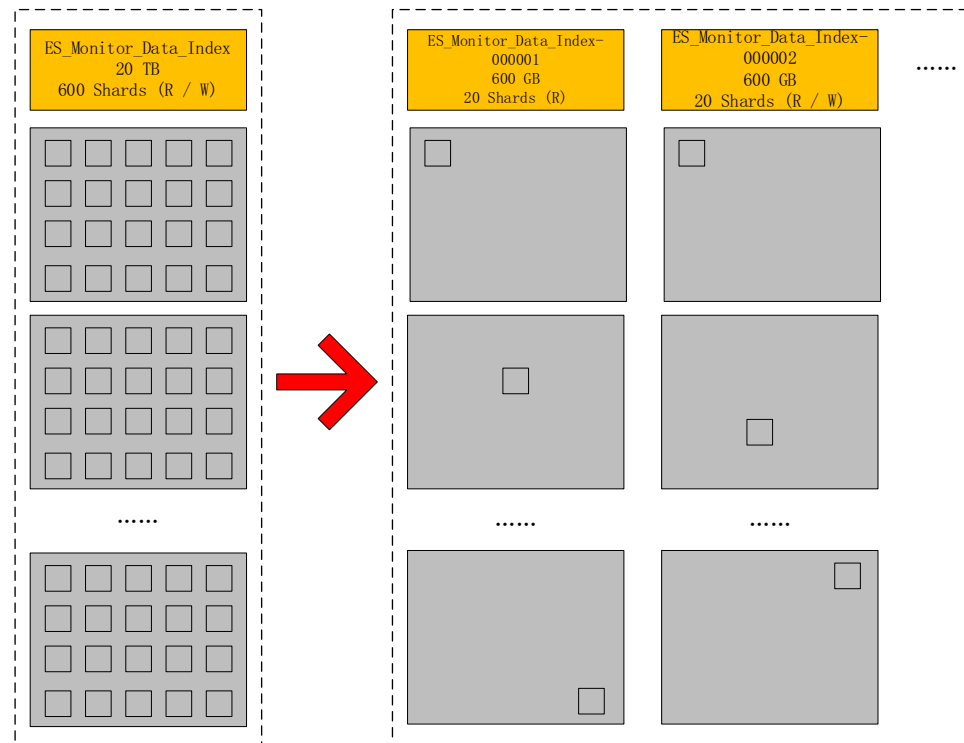 ES_Monitor_Data_Index
20 TB
600 Shards (R / W)
ES_Monitor_Data_Index-
000001
600 GB
20 Shards (R)
ES_Monitor_Data_Index-
000002
600 GB
20 Shards (R / W)
……
……
……
……